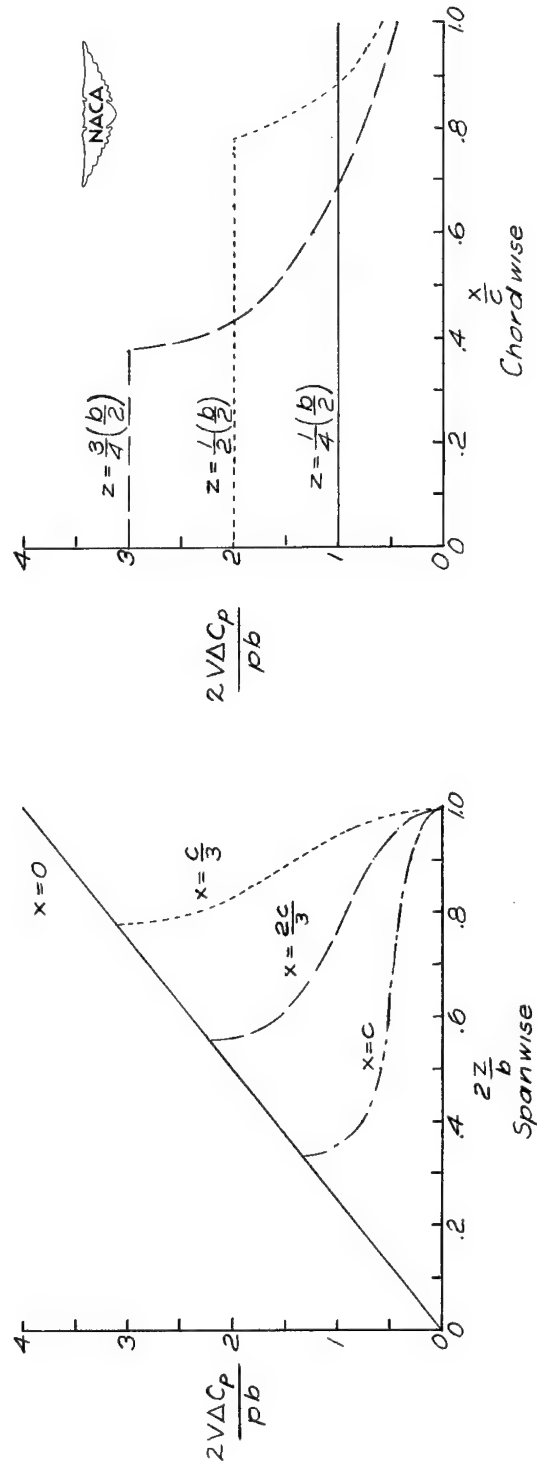 2VΔCp
pb
4
3
2
1
0
0
.2
.4
.6
.8
1.0
2z
b
Spanwise
x=0
x=c/3
x=2c/3
x=c
2VΔCp
pb
4
3
2
1
0
0
.2
.4
.6
.8
1.0
x
c
Chordwise
z=3/4(b/2)
z=1/2(b/2)
z=1/4(b/2)
NACA